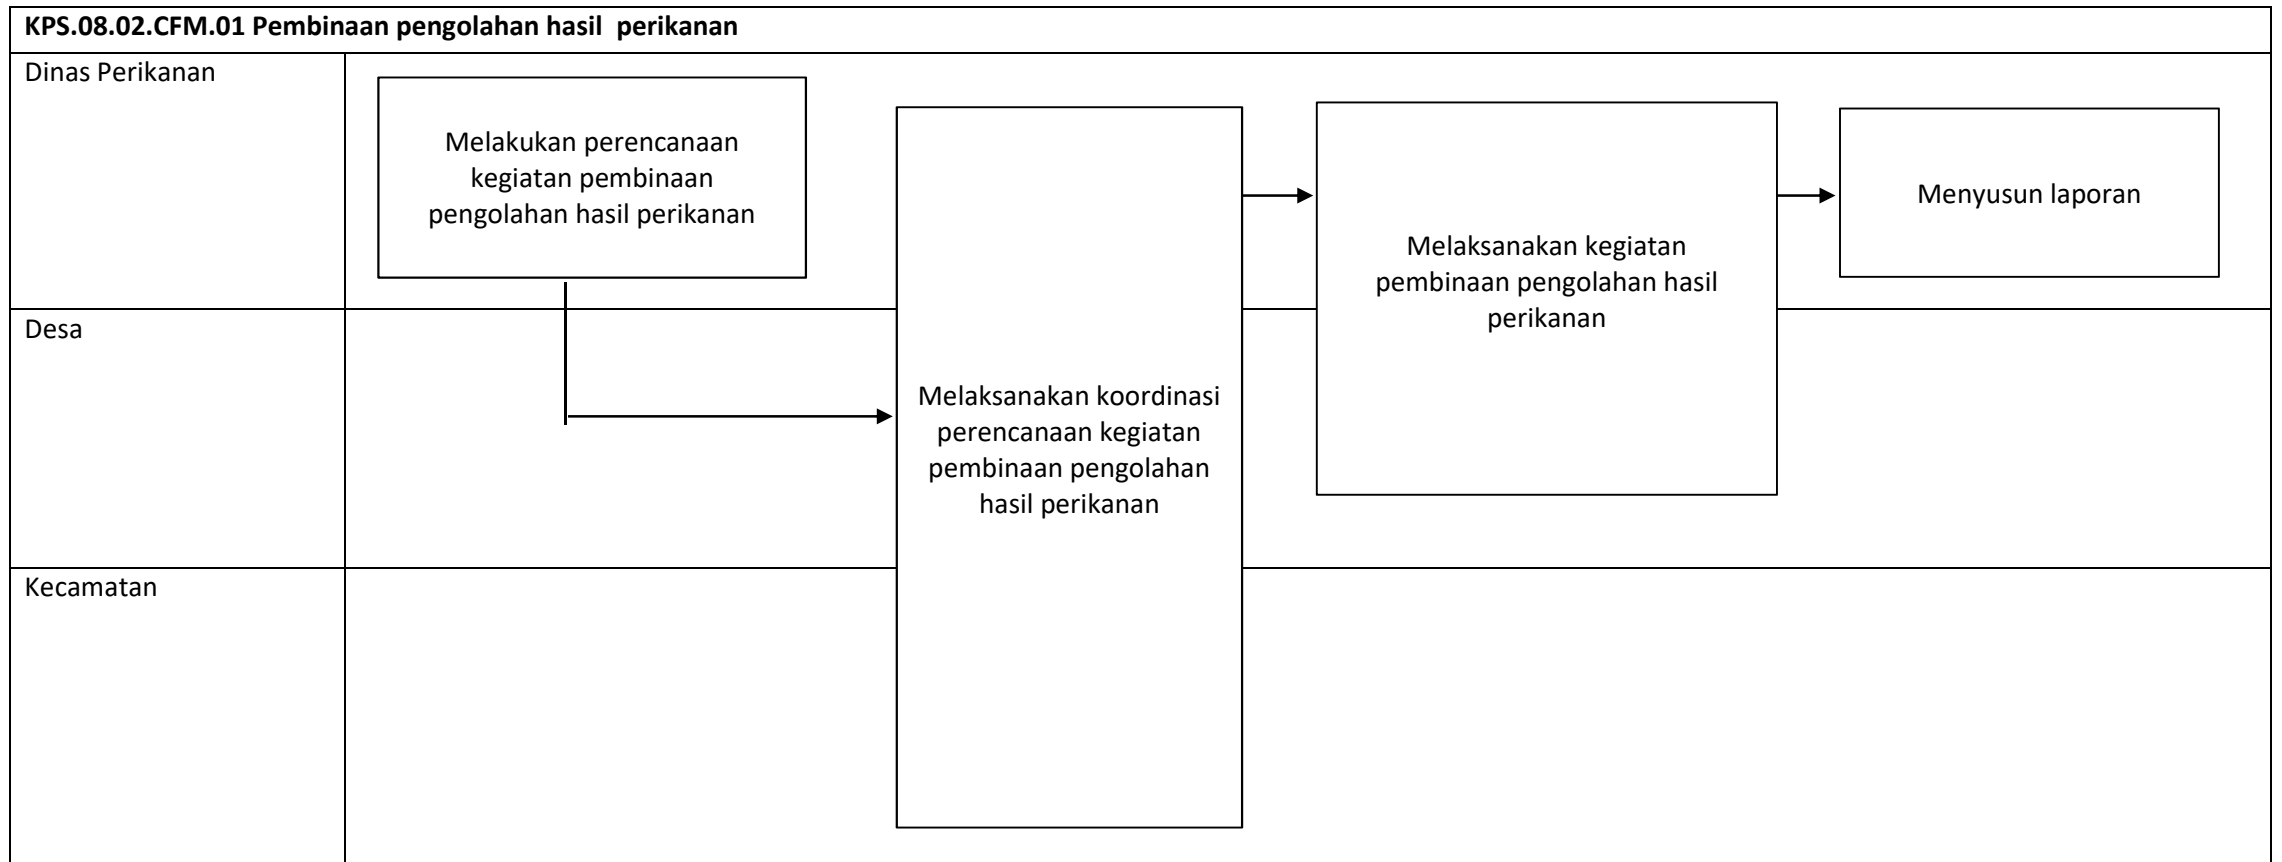 KPS.08.02.CFM.01 Pembinaan pengolahan hasil  perikanan
Dinas Perikanan
Melakukan perencanaan
kegiatan pembinaan
pengolahan hasil perikanan
Melaksanakan koordinasi
perencanaan kegiatan
pembinaan pengolahan
hasil perikanan
Melaksanakan kegiatan
pembinaan pengolahan hasil
perikanan
Menyusun laporan
Desa
Kecamatan